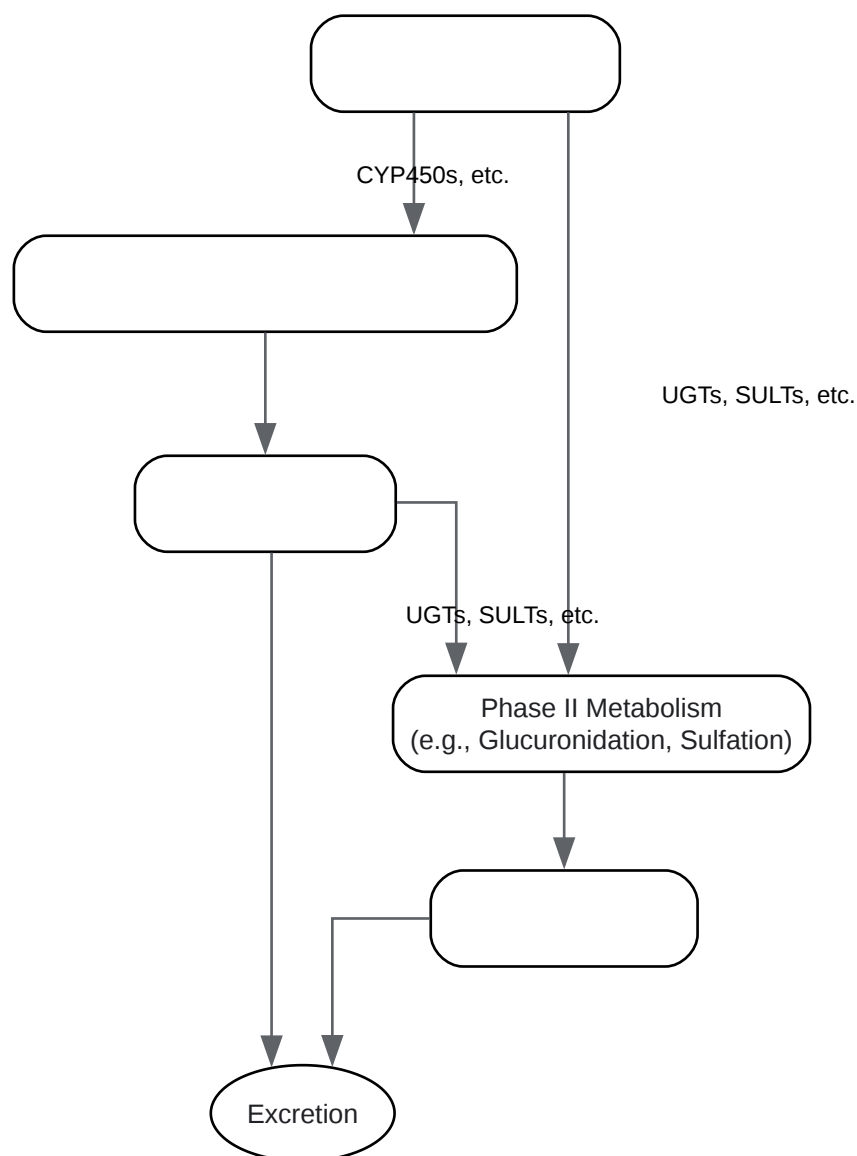 CYP450s, etc.
UGTs, SULTs, etc.
UGTs, SULTs, etc.
Phase II Metabolism
(e.g., Glucuronidation, Sulfation)
Excretion